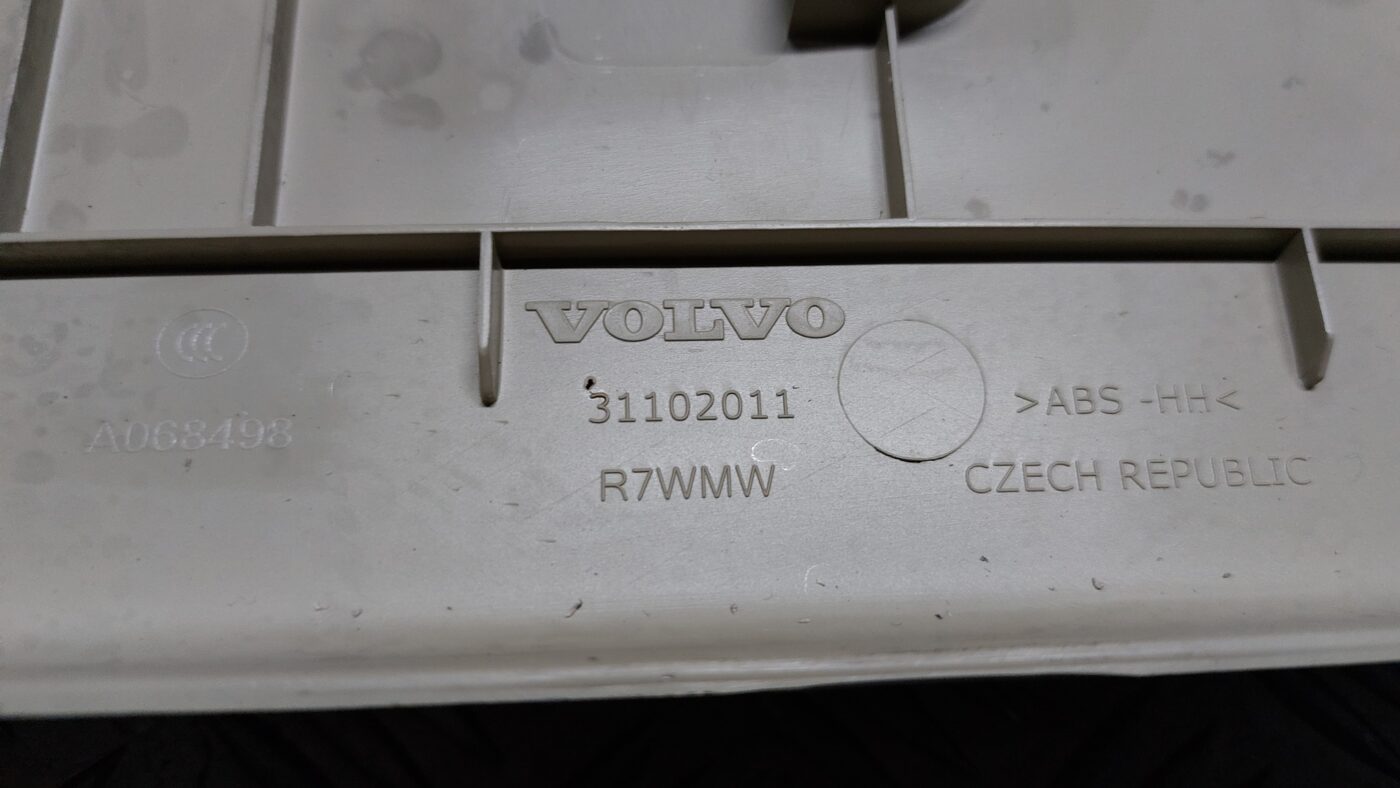 VOLVO
31102011
R7WMW
A068498
>ABS -HH<
CZECH REPUBLIC